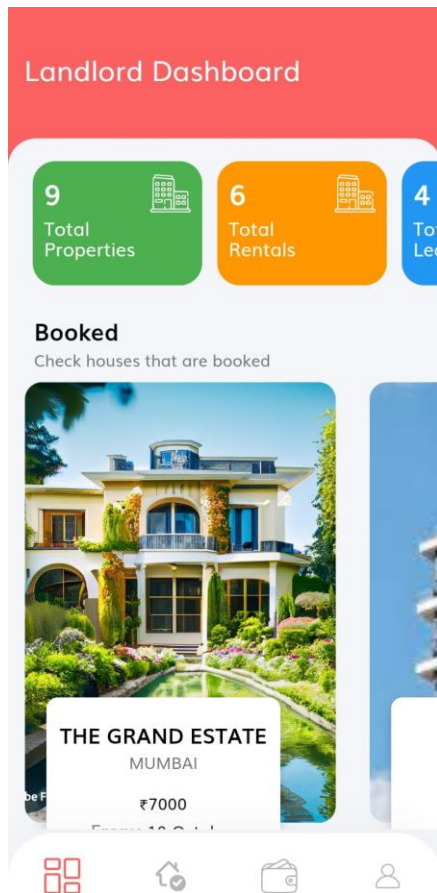 Landlord Dashboard
9
Total
Properties
6
Total
Rentals
4
Booked
Check houses that are booked
THE GRAND ESTATE
MUMBAI
₹7000